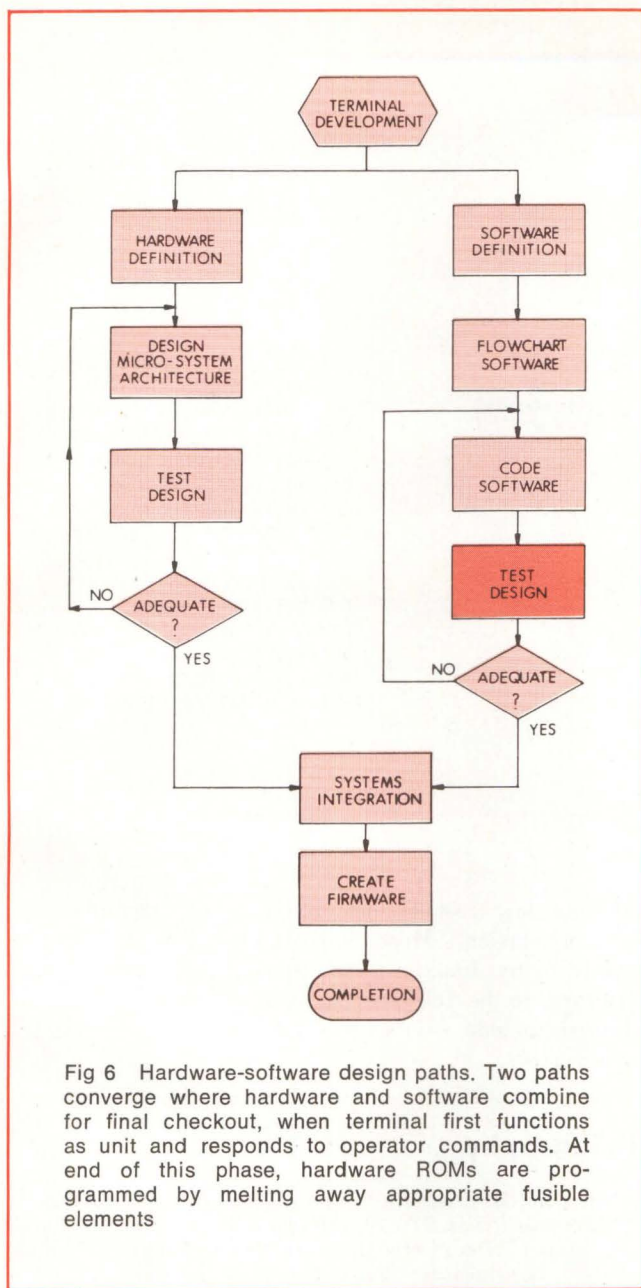 TERMINAL
DEVELOPMENT
HARDWARE
DEFINITION
DESIGN
MICRO-SYSTEM
ARCHITECTURE
TEST
DESIGN
NO
ADEQUATE
?
YES
SOFTWARE
DEFINITION
FLOWCHART
SOFTWARE
CODE
SOFTWARE
TEST
DESIGN
NO
ADEQUATE
?
YES
SYSTEMS
INTEGRATION
CREATE
FIRMWARE
COMPLETION
Fig 6 Hardware-software design paths. Two paths
converge where hardware and software combine
for final checkout, when terminal first functions
as unit and responds to operator commands. At
end of this phase, hardware ROMs are pro-
grammed by melting away appropriate fusible
elements